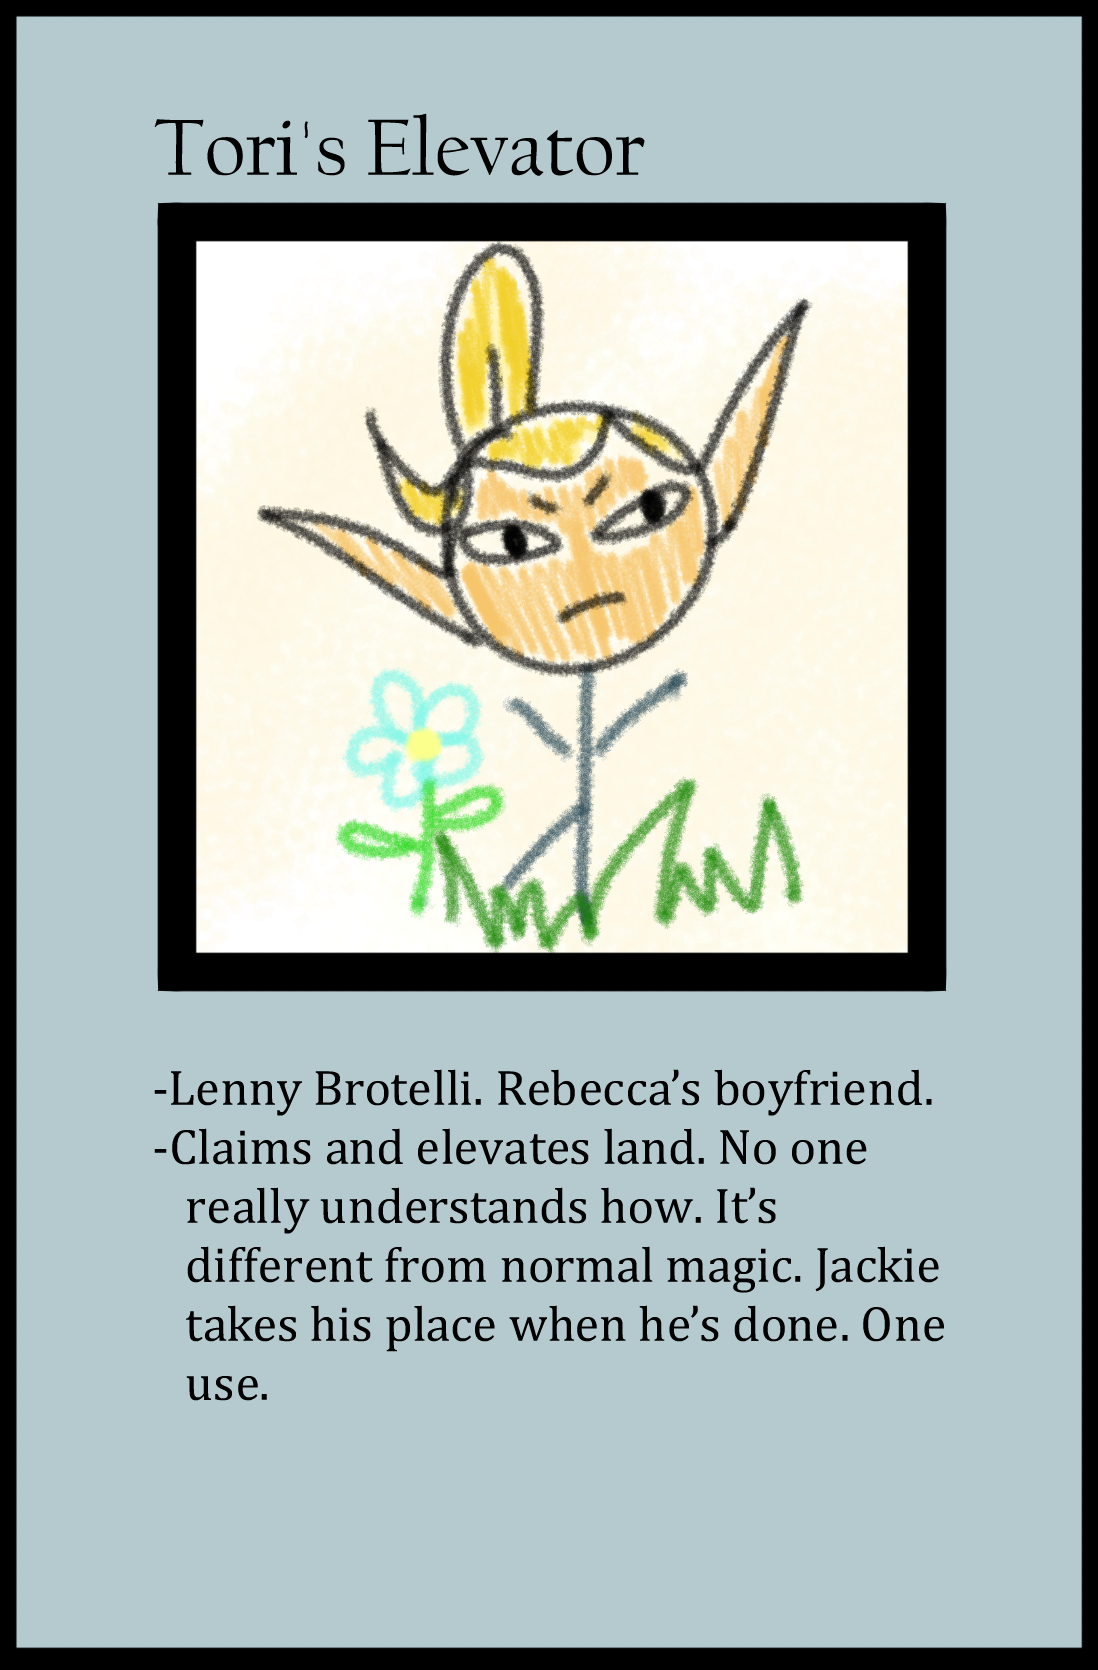 Tori's Elevator
-Lenny Brotelli. Rebecca’s boyfriend.
-Claims and elevates land. No one
really understands how. It’s
different from normal magic. Jackie
takes his place when he’s done. One
use.